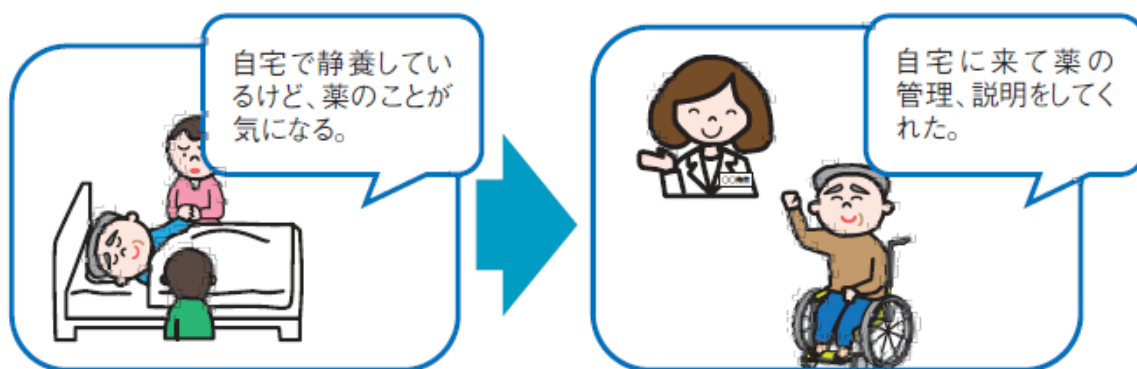 自宅で静養してい
るけど、薬のことが
気になる。
自宅に来て薬の
管理、説明をしてく
れた。